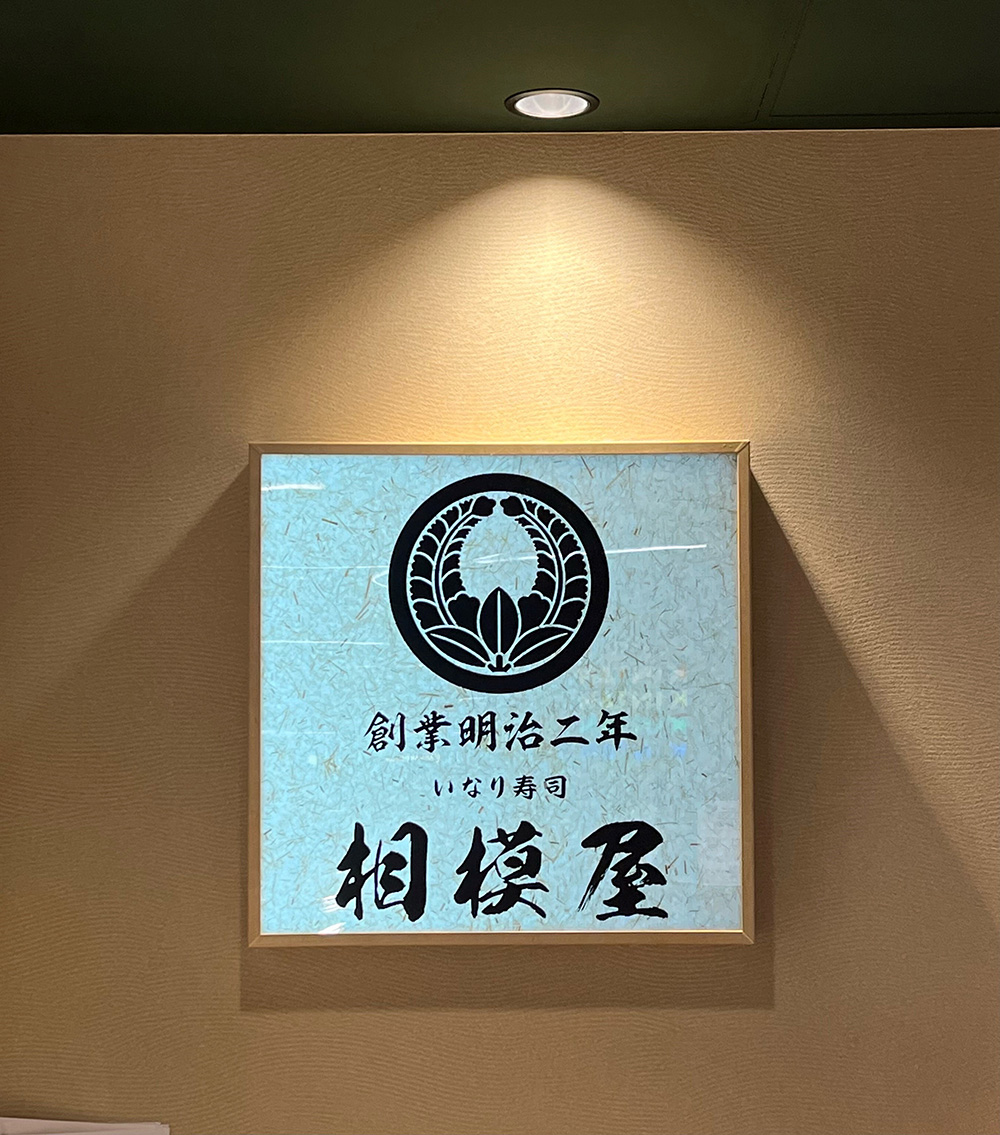 創業明治二年
いなり寿司
相模屋